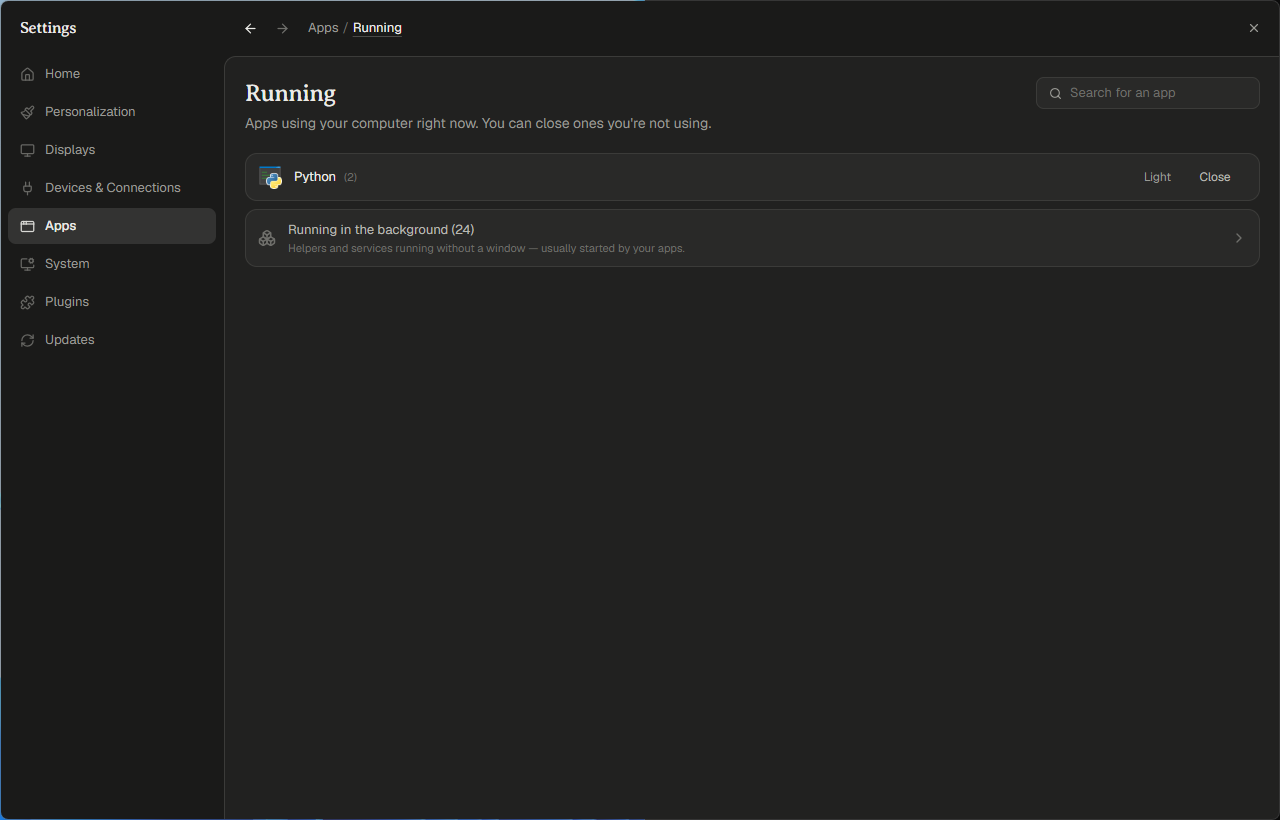 Settings
Apps / Running
Home
Personalization
Displays
Devices & Connections
Apps
System
Plugins
Updates
Running
Search for an app
Apps using your computer right now. You can close ones you're not using.
Python (2)
Light
Close
Running in the background (24)
Helpers and services running without a window — usually started by your apps.